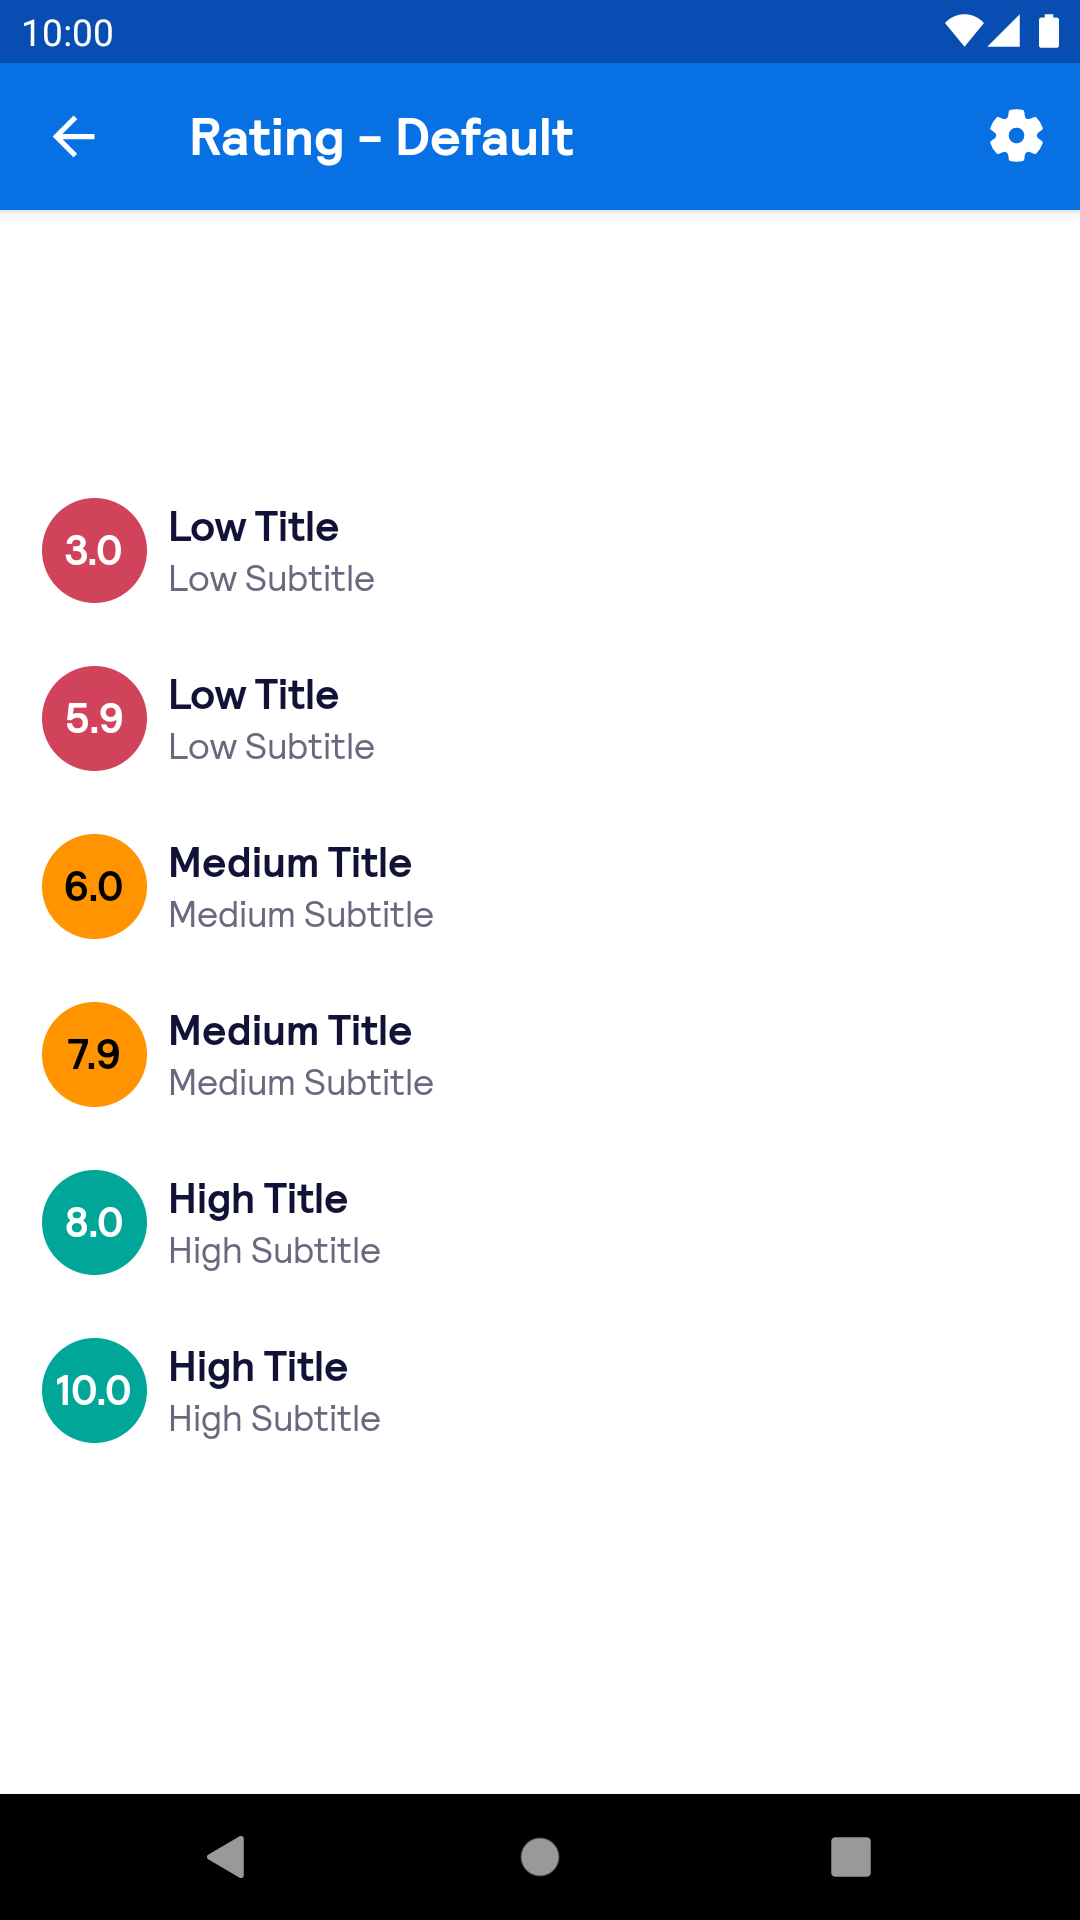 10:00
Rating - Default
3.0
Low Title
Low Subtitle
5.9
Low Title
Low Subtitle
6.0
Medium Title
Medium Subtitle
7.9
Medium Title
Medium Subtitle
8.0
High Title
High Subtitle
10.0
High Title
High Subtitle